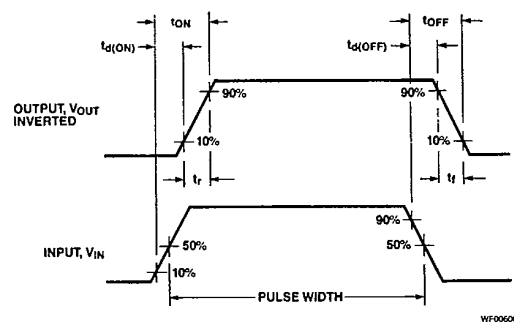 tON
tOFF
td(ON)
td(OFF)
OUTPUT, VOUT
INVERTED
90%
90%
10%
10%
tr
tf
INPUT, VIN
90%
50%
50%
10%
PULSE WIDTH
WF00600